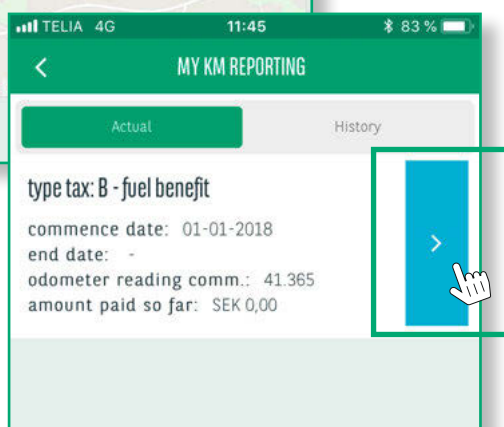 TELIA 4G 11:45 83 %
MY KM REPORTING
Actual History
type tax: B - fuel benefit
commence date: 01-01-2018
end date: -
odometer reading comm.: 41.365
amount paid so far: SEK 0,00